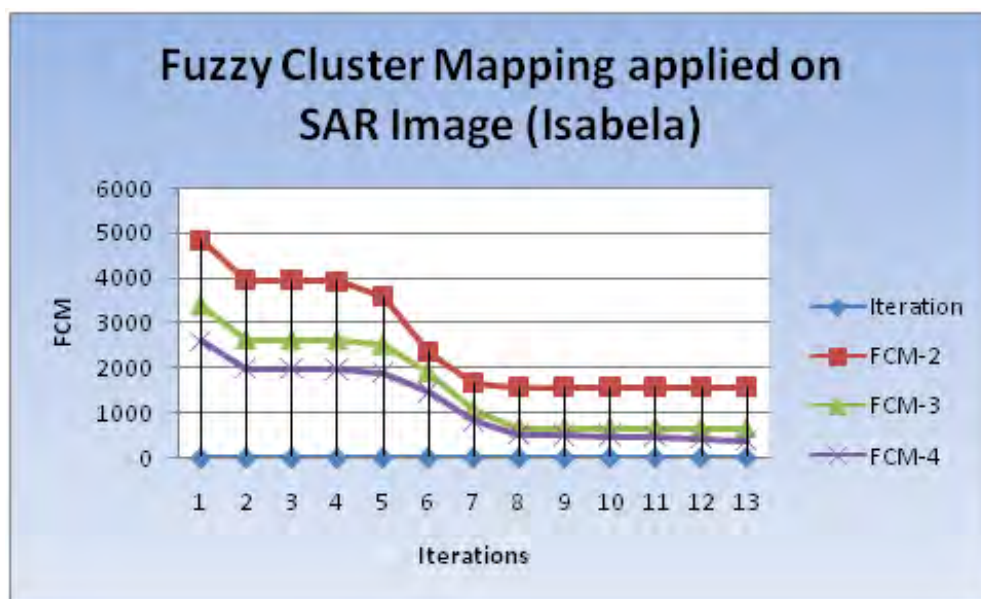 Fuzzy Cluster Mapping applied on
SAR Image (Isabela)
6000
5000
4000
3000
2000
1000
0
FCM
1 2 3 4 5 6 7 8 9 10 11 12 13
Iterations
Iteration
FCM-2
FCM-3
FCM-4